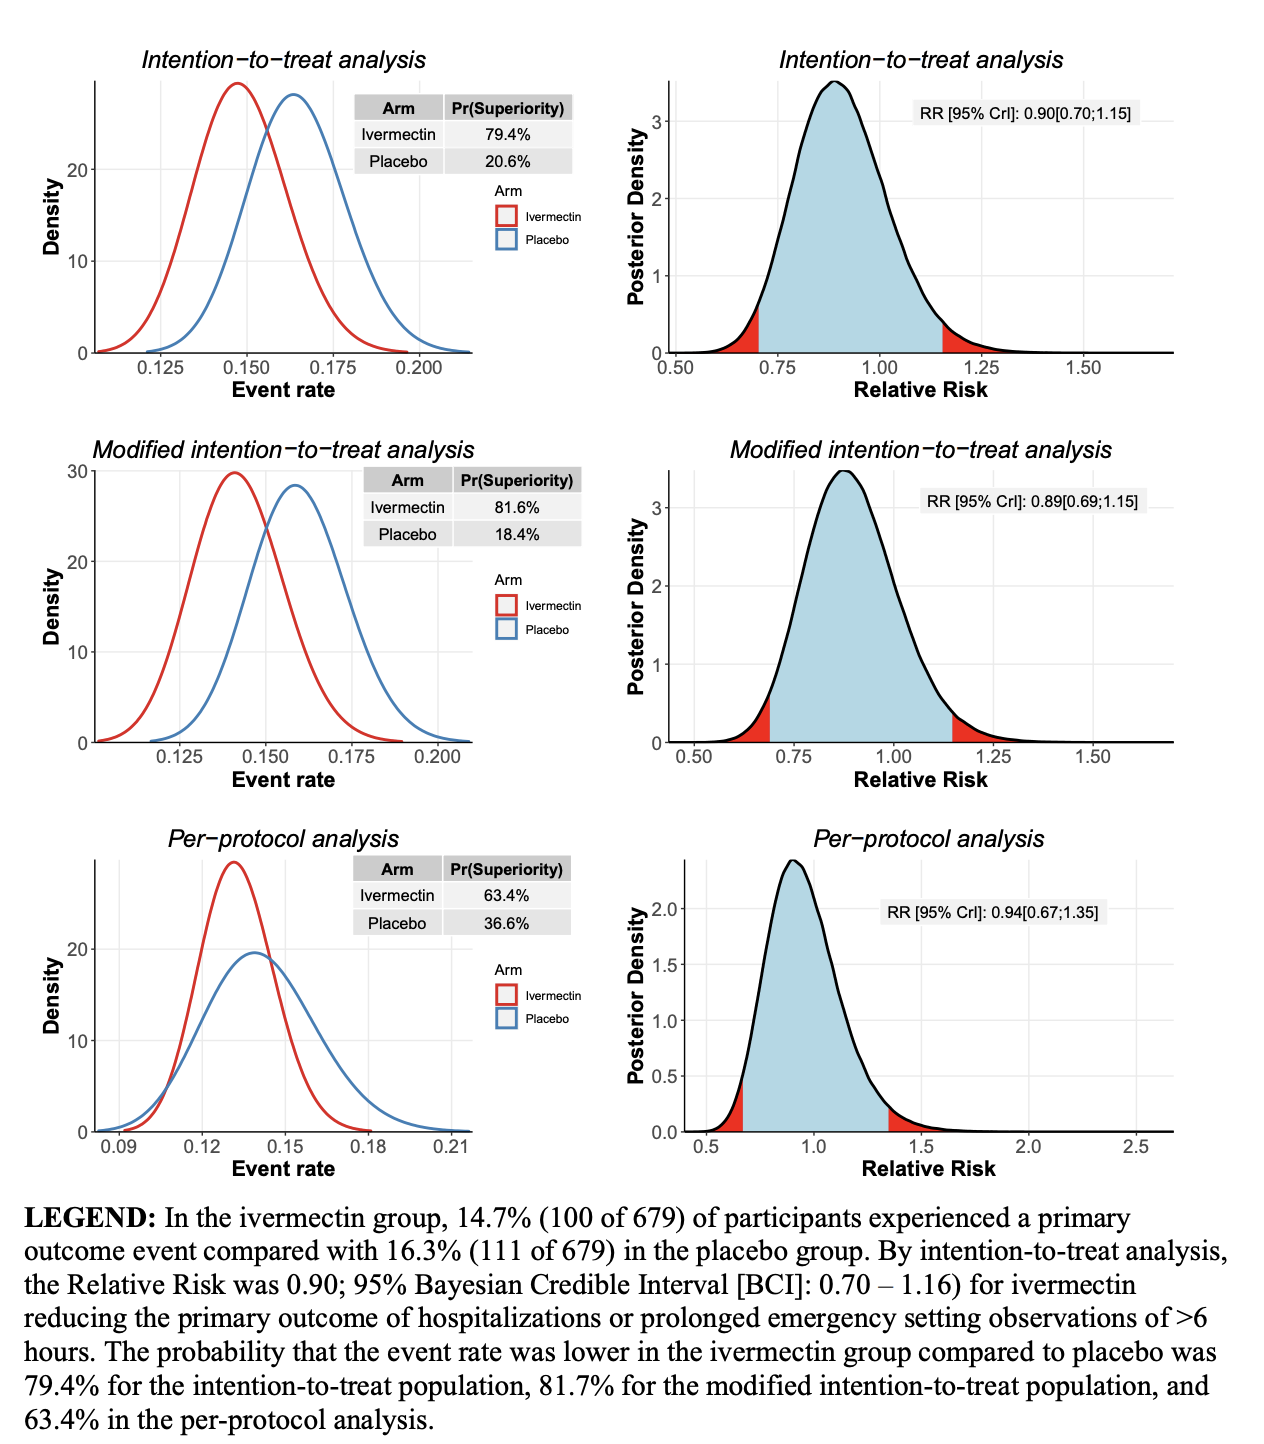 Intention−to−treat analysis
Arm Pr(Superiority)
Ivermectin 79.4%
Placebo 20.6%
Arm
Ivermectin
Placebo
Density
20
10
0
0.125 0.150 0.175 0.200
Event rate
Intention−to−treat analysis
RR [95% CrI]: 0.90[0.70;1.15]
Posterior Density
3
2
1
0
0.50 0.75 1.00 1.25 1.50
Relative Risk
Modified intention−to−treat analysis
Arm Pr(Superiority)
Ivermectin 81.6%
Placebo 18.4%
Arm
Ivermectin
Placebo
Density
30
20
10
0
0.125 0.150 0.175 0.200
Event rate
Modified intention−to−treat analysis
RR [95% CrI]: 0.89[0.69;1.15]
Posterior Density
3
2
1
0
0.50 0.75 1.00 1.25 1.50
Relative Risk
Per−protocol analysis
Arm Pr(Superiority)
Ivermectin 63.4%
Placebo 36.6%
Arm
Ivermectin
Placebo
Density
20
10
0
0.09 0.12 0.15 0.18 0.21
Event rate
Per−protocol analysis
RR [95% CrI]: 0.94[0.67;1.35]
Posterior Density
2.0
1.5
1.0
0.5
0.0
0.5 1.0 1.5 2.0 2.5
Relative Risk
LEGEND: In the ivermectin group, 14.7% (100 of 679) of participants experienced a primary
outcome event compared with 16.3% (111 of 679) in the placebo group. By intention-to-treat analysis,
the Relative Risk was 0.90; 95% Bayesian Credible Interval [BCI]: 0.70 – 1.16) for ivermectin
reducing the primary outcome of hospitalizations or prolonged emergency setting observations of >6
hours. The probability that the event rate was lower in the ivermectin group compared to placebo was
79.4% for the intention-to-treat population, 81.7% for the modified intention-to-treat population, and
63.4% in the per-protocol analysis.